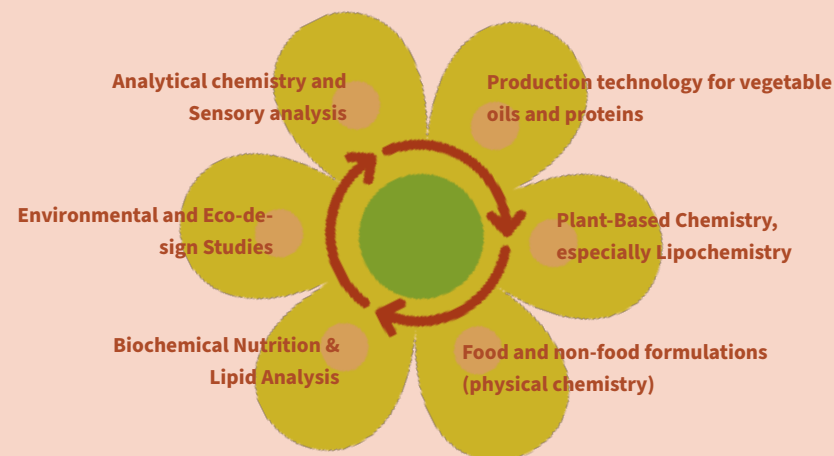 Analytical chemistry and
Sensory analysis
Production technology for vegetable
oils and proteins
Environmental and Eco-de-
sign Studies
Plant-Based Chemistry,
especially Lipochemistry
Biochemical Nutrition &
Lipid Analysis
Food and non-food formulations
(physical chemistry)